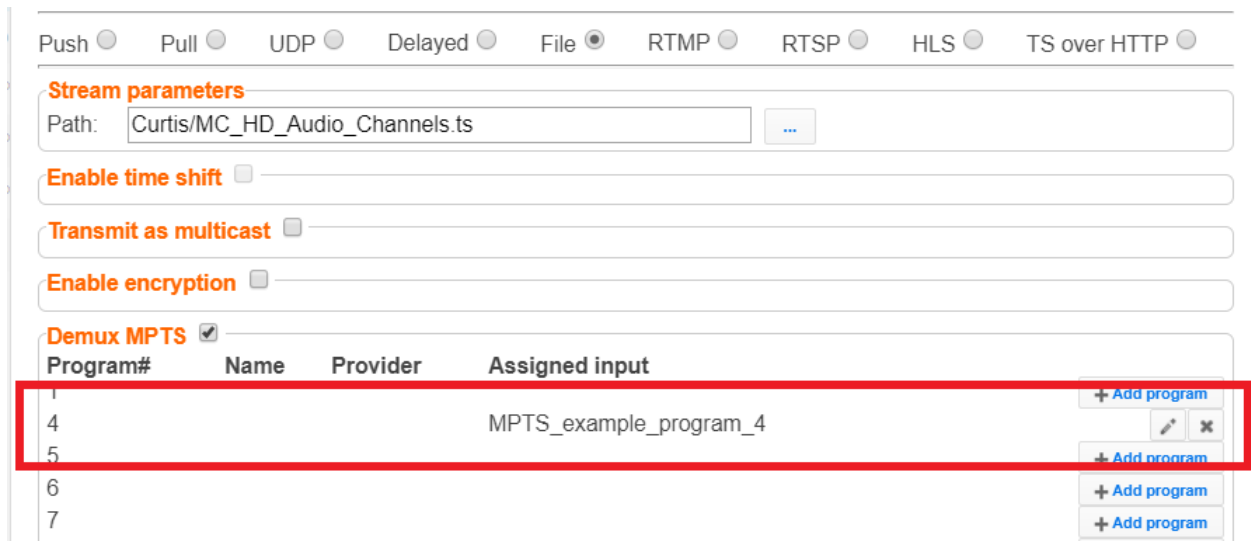 Push Pull UDP Delayed File RTMP RTSP HLS TS over HTTP
Stream parameters
Path: Curtis/MC_HD_Audio_Channels.ts ...
Enable time shift
Transmit as multicast
Enable encryption
Demux MPTS
Program# Name Provider Assigned input
1 + Add program
4 MPTS_example_program_4
5 + Add program
6 + Add program
7 + Add program